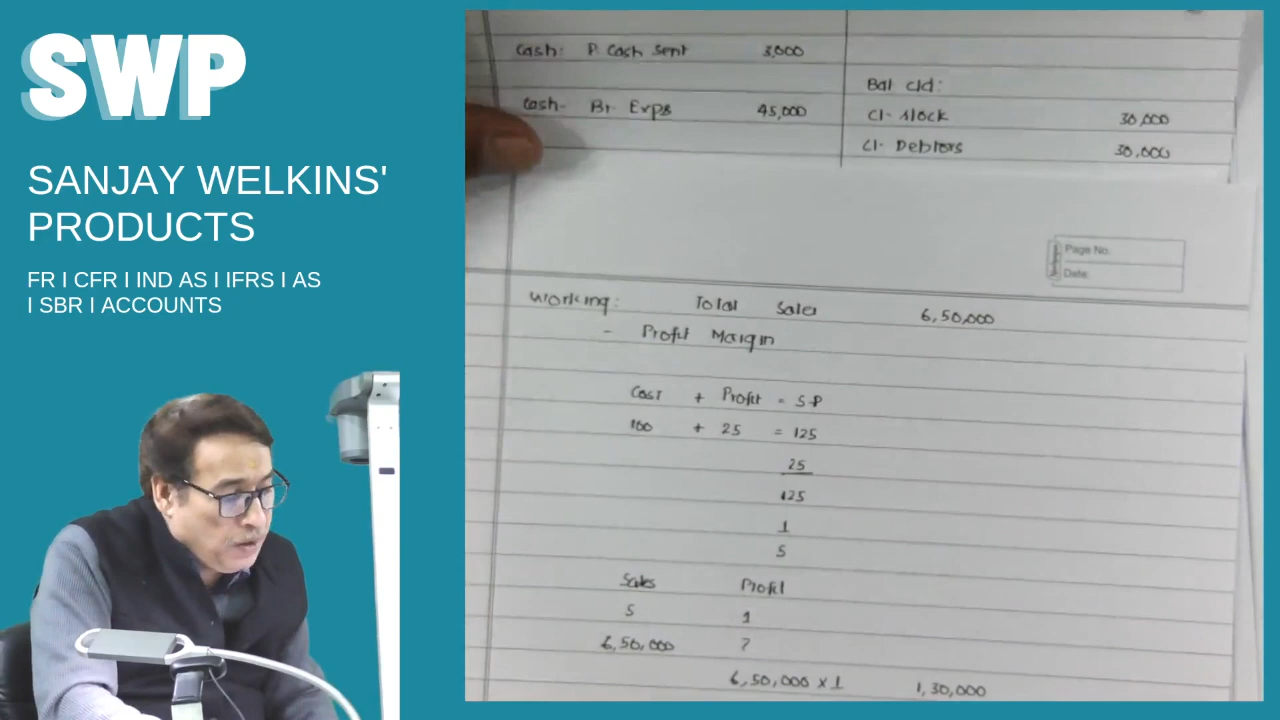 SWP
SANJAY WELKINS'
PRODUCTS
FR I CFR I IND AS I IFRS I AS
I SBR I ACCOUNTS
Cash: P. Cash Sent 3,000
Bal c/d:
Cash- Br. Exps 45,000
Cl- Stock 30,000
Cl- Debtors 30,000
Page No.
Date:
Working: Total Sales 6,50,000
- Profit Margin
Cost + Profit = S.P
100 + 25 = 125
25
125
1
5
Sales Profit
5 1
6,50,000 ?
6,50,000 x 1 1,30,000